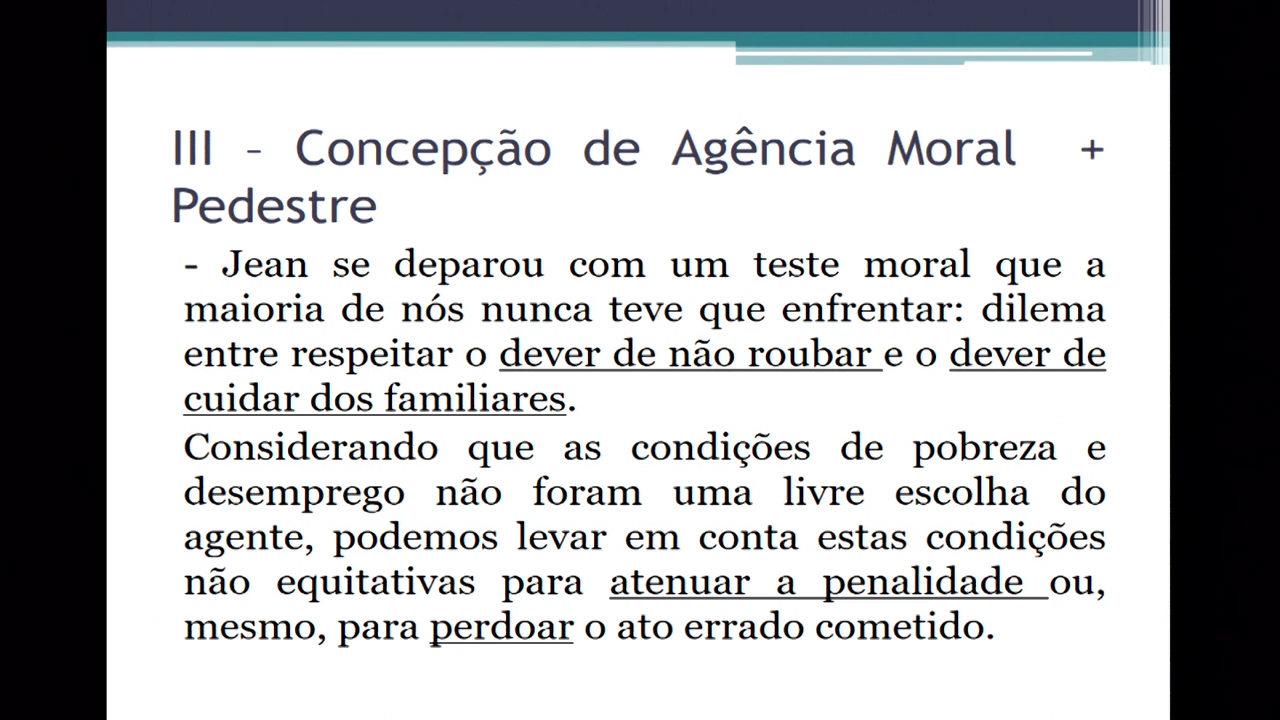 III – Concepção de Agência Moral +
Pedestre
- Jean se deparou com um teste moral que a
maioria de nós nunca teve que enfrentar: dilema
entre respeitar o dever de não roubar e o dever de
cuidar dos familiares.
Considerando que as condições de pobreza e
desemprego não foram uma livre escolha do
agente, podemos levar em conta estas condições
não equitativas para atenuar a penalidade ou,
mesmo, para perdoar o ato errado cometido.